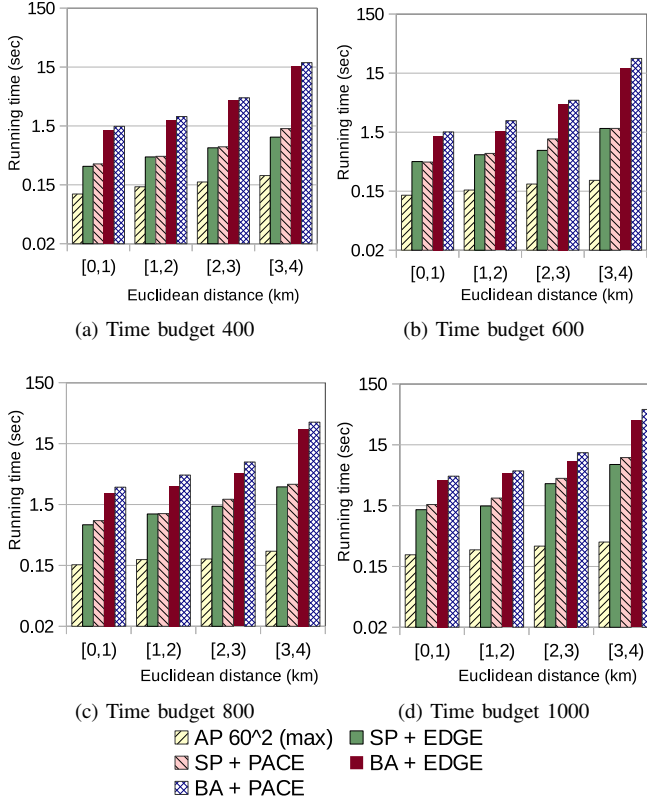 150
15
1.5
0.15
0.02
Running time (sec)
[0,1) [1,2) [2,3) [3,4)
Euclidean distance (km)
(a) Time budget 400
150
15
1.5
0.15
0.02
Running time (sec)
[0,1) [1,2) [2,3) [3,4)
Euclidean distance (km)
(b) Time budget 600
150
15
1.5
0.15
0.02
Running time (sec)
[0,1) [1,2) [2,3) [3,4)
Euclidean distance (km)
(c) Time budget 800
150
15
1.5
0.15
0.02
Running time (sec)
[0,1) [1,2) [2,3) [3,4)
Euclidean distance (km)
(d) Time budget 1000
AP 60^2 (max) SP + EDGE
SP + PACE BA + EDGE
BA + PACE